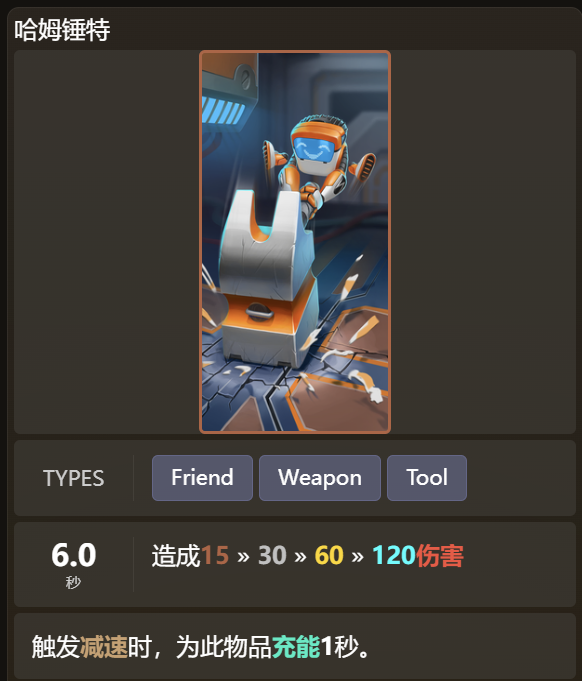 哈姆锤特
TYPES Friend Weapon Tool
6.0 造成15 » 30 » 60 » 120伤害
秒
触发减速时，为此物品充能1秒。